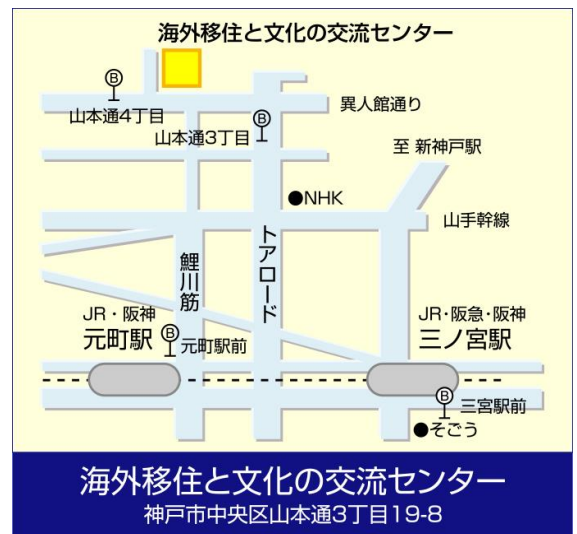 海外移住と文化の交流センター
Ⓑ
山本通4丁目
Ⓑ
山本通3丁目
異人館通り
至 新神戸駅
●NHK
山手幹線
鯉川筋
トアロード
JR・阪神
元町駅
Ⓑ
元町駅前
JR・阪急・阪神
三ノ宮駅
Ⓑ
三宮駅前
●そごう
海外移住と文化の交流センター
神戸市中央区山本通3丁目19-8